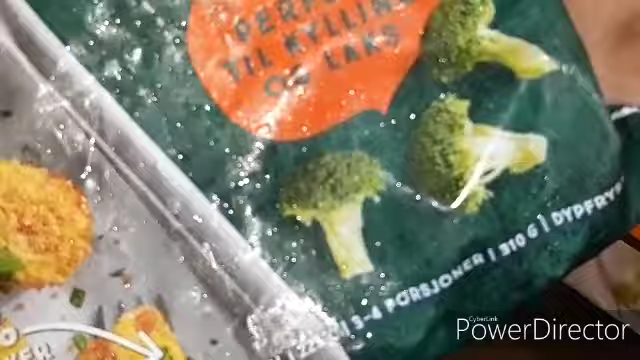 PERFEKT
TIL KYLLING
OG LAKS
3-4 PORSJONER | 310 G | DYPFRYST
CyberLink
PowerDirector